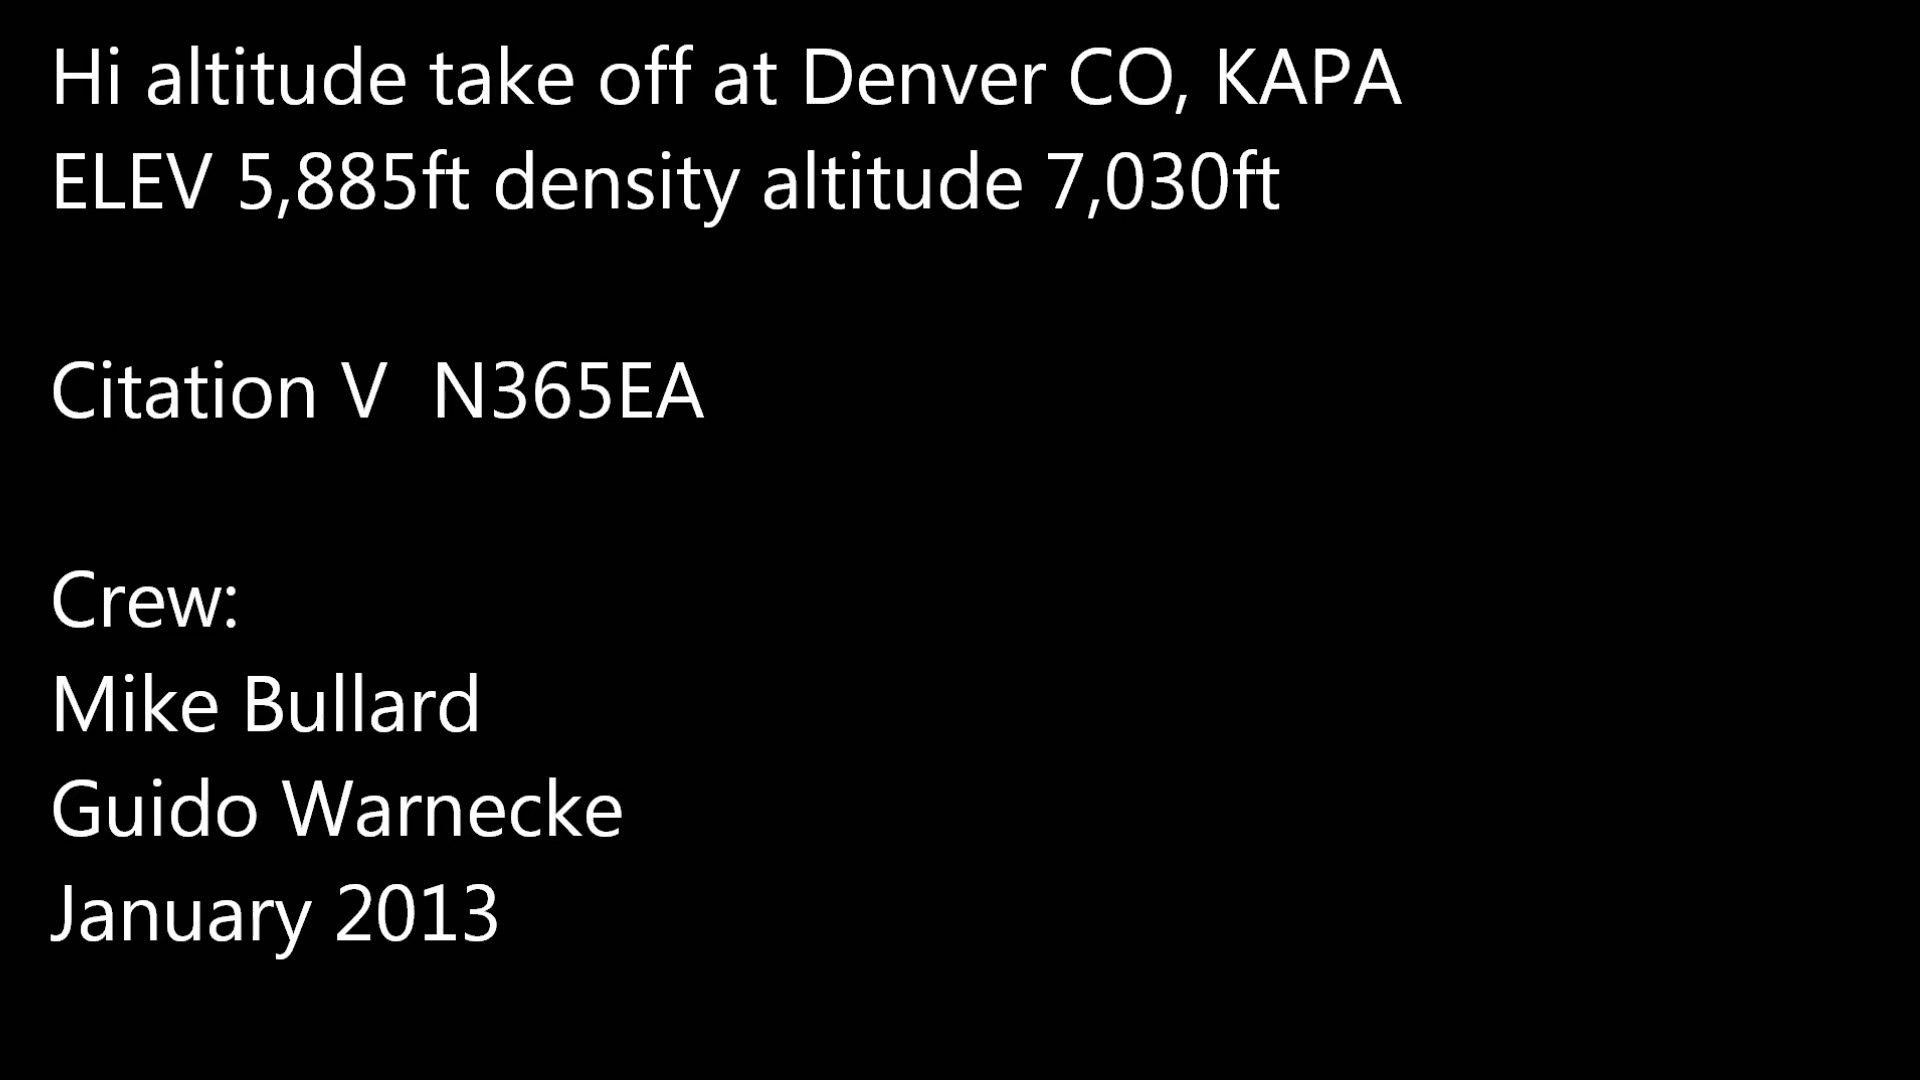 Hi altitude take off at Denver CO, KAPA
ELEV 5,885ft density altitude 7,030ft
Citation V  N365EA
Crew:
Mike Bullard
Guido Warnecke
January 2013